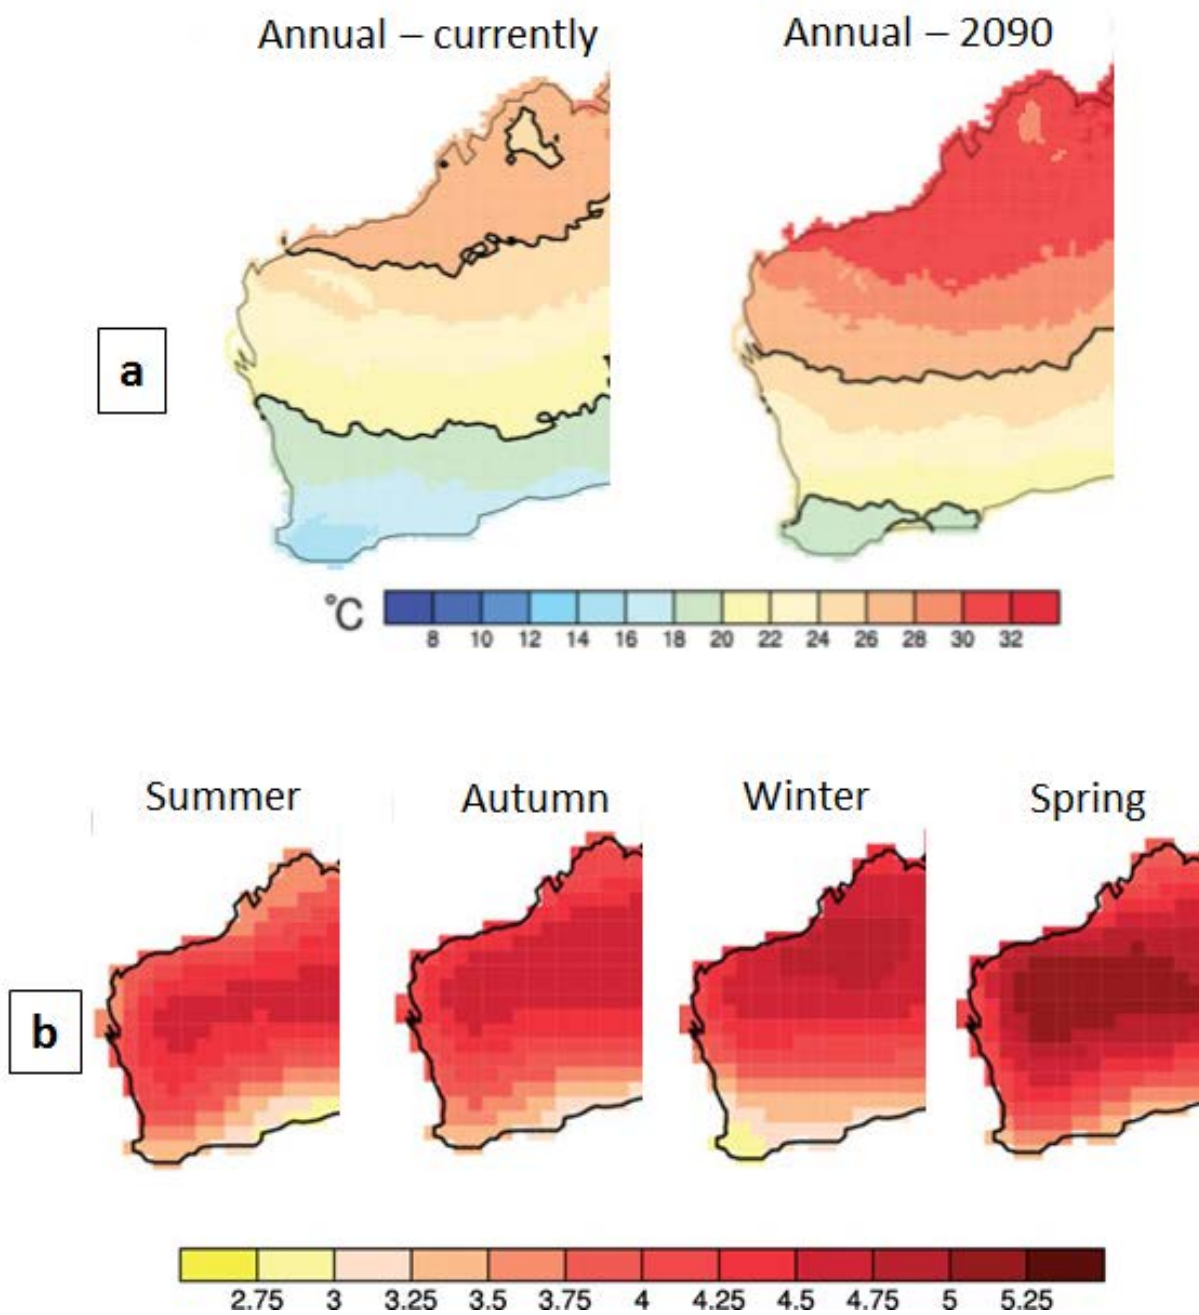 Annual – currently
Annual – 2090
a
°C
8 10 12 14 16 18 20 22 24 26 28 30 32
Summer
Autumn
Winter
Spring
b
2.75 3 3.25 3.5 3.75 4 4.25 4.5 4.75 5 5.25